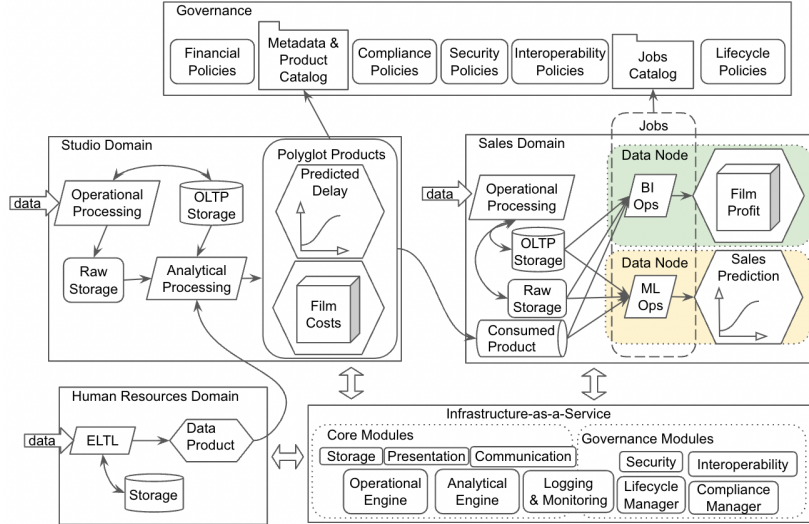 Governance
Financial
Policies
Metadata &
Product
Catalog
Compliance
Policies
Security
Policies
Interoperability
Policies
Jobs
Catalog
Lifecycle
Policies
Studio Domain
data
Operational
Processing
OLTP
Storage
Raw
Storage
Analytical
Processing
Polyglot Products
Predicted
Delay
Film
Costs
Sales Domain
data
Operational
Processing
OLTP
Storage
Raw
Storage
Consumed
Product
Jobs
Data Node
BI
Ops
Film
Profit
Data Node
ML
Ops
Sales
Prediction
Human Resources Domain
data
ELTL
Data
Product
Storage
Infrastructure-as-a-Service
Core Modules
Storage
Presentation
Communication
Operational
Engine
Analytical
Engine
Logging
& Monitoring
Governance Modules
Security
Interoperability
Lifecycle
Manager
Compliance
Manager